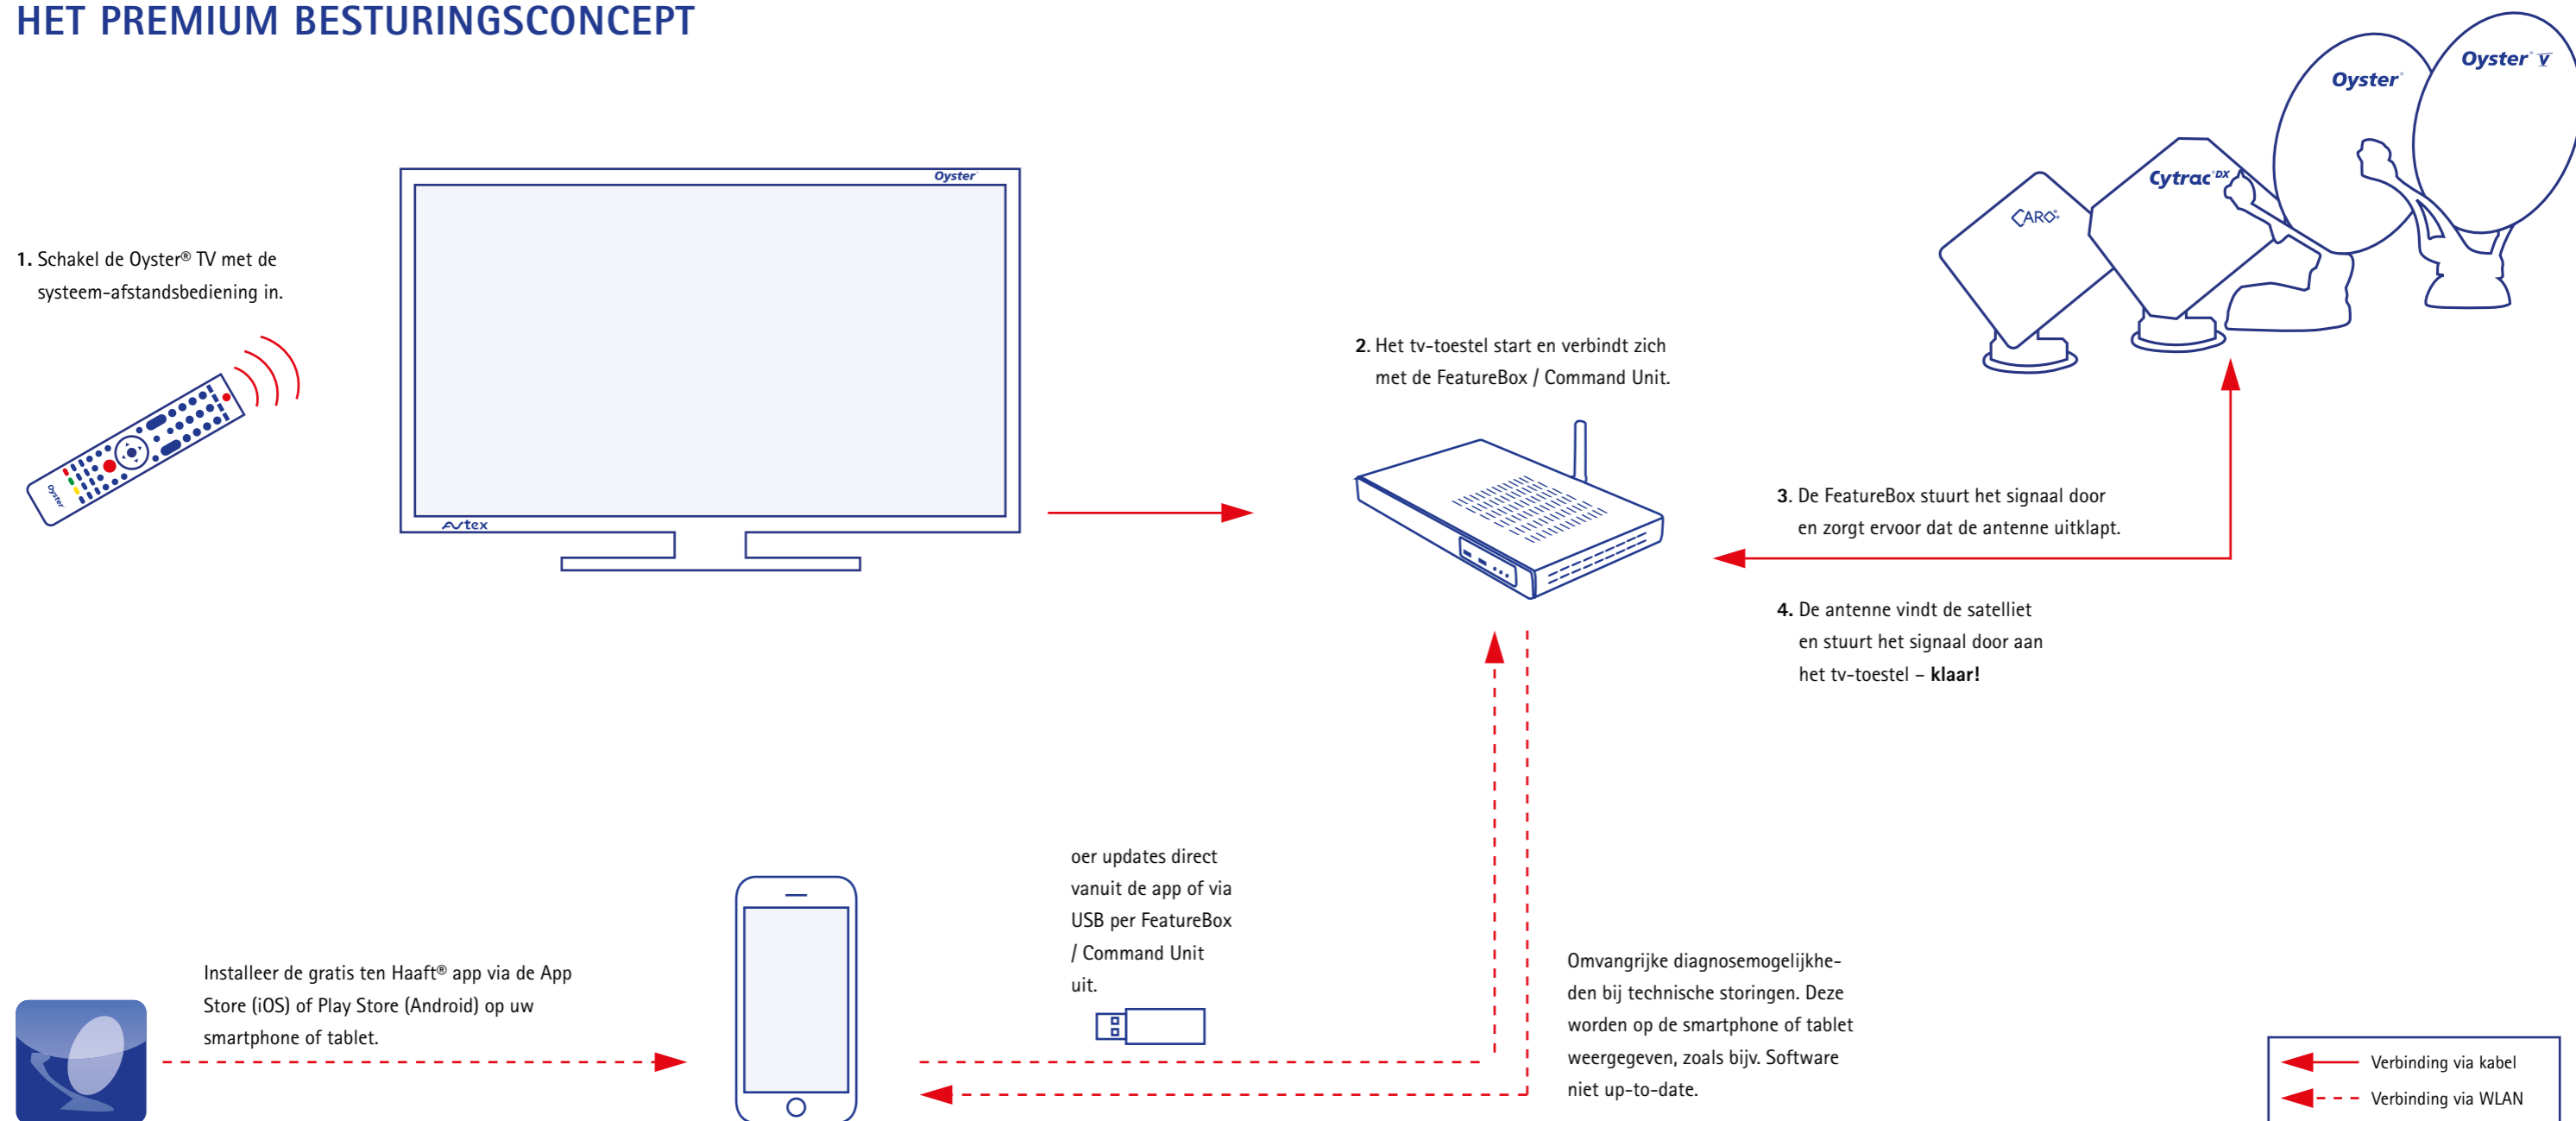 HET PREMIUM BESTURINGSCONCEPT
1. Schakel de Oyster® TV met de
systeem-afstandsbediening in.
Oyster
Oyster
Avtex
2. Het tv-toestel start en verbindt zich
met de FeatureBox / Command Unit.
CARO®+
Cytrac®DX
Oyster®
Oyster® V
3. De FeatureBox stuurt het signaal door
en zorgt ervoor dat de antenne uitklapt.
4. De antenne vindt de satelliet
en stuurt het signaal door aan
het tv-toestel – klaar!
Installeer de gratis ten Haaft® app via de App
Store (iOS) of Play Store (Android) op uw
smartphone of tablet.
oer updates direct
vanuit de app of via
USB per FeatureBox
/ Command Unit
uit.
Omvangrijke diagnosemogelijkhe-
den bij technische storingen. Deze
worden op de smartphone of tablet
weergegeven, zoals bijv. Software
niet up-to-date.
Verbinding via kabel
Verbinding via WLAN